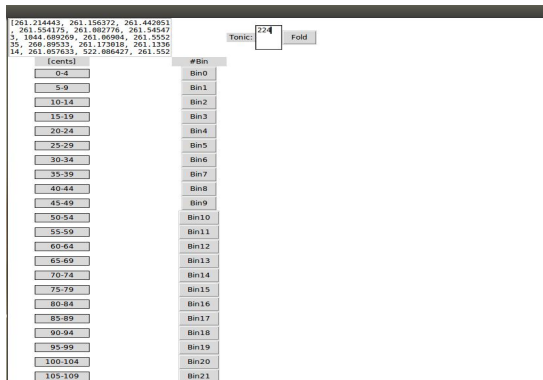 [261.214443, 261.156372, 261.442051
, 261.554175, 261.082776, 261.54547
3, 1044.689269, 261.06904, 261.5552
35, 260.89533, 261.173018, 261.1336
14, 261.057633, 522.086427, 261.552
Tonic: 224 Fold
[cents] #Bin
0-4 Bin0
5-9 Bin1
10-14 Bin2
15-19 Bin3
20-24 Bin4
25-29 Bin5
30-34 Bin6
35-39 Bin7
40-44 Bin8
45-49 Bin9
50-54 Bin10
55-59 Bin11
60-64 Bin12
65-69 Bin13
70-74 Bin14
75-79 Bin15
80-84 Bin16
85-89 Bin17
90-94 Bin18
95-99 Bin19
100-104 Bin20
105-109 Bin21